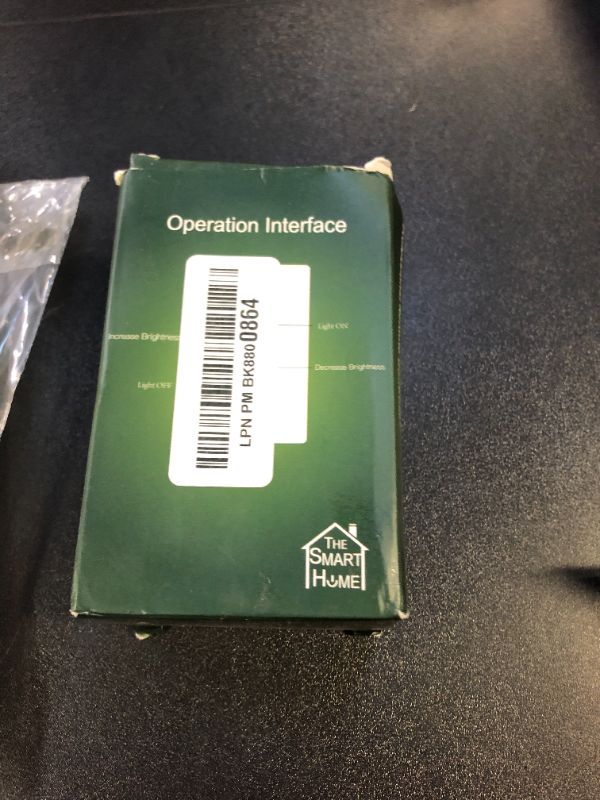 Operation Interface
Increase Brightness
Light ON
Decrease Brightness
Light OFF
LPN PM BK8800864
THE
SMART
HOME